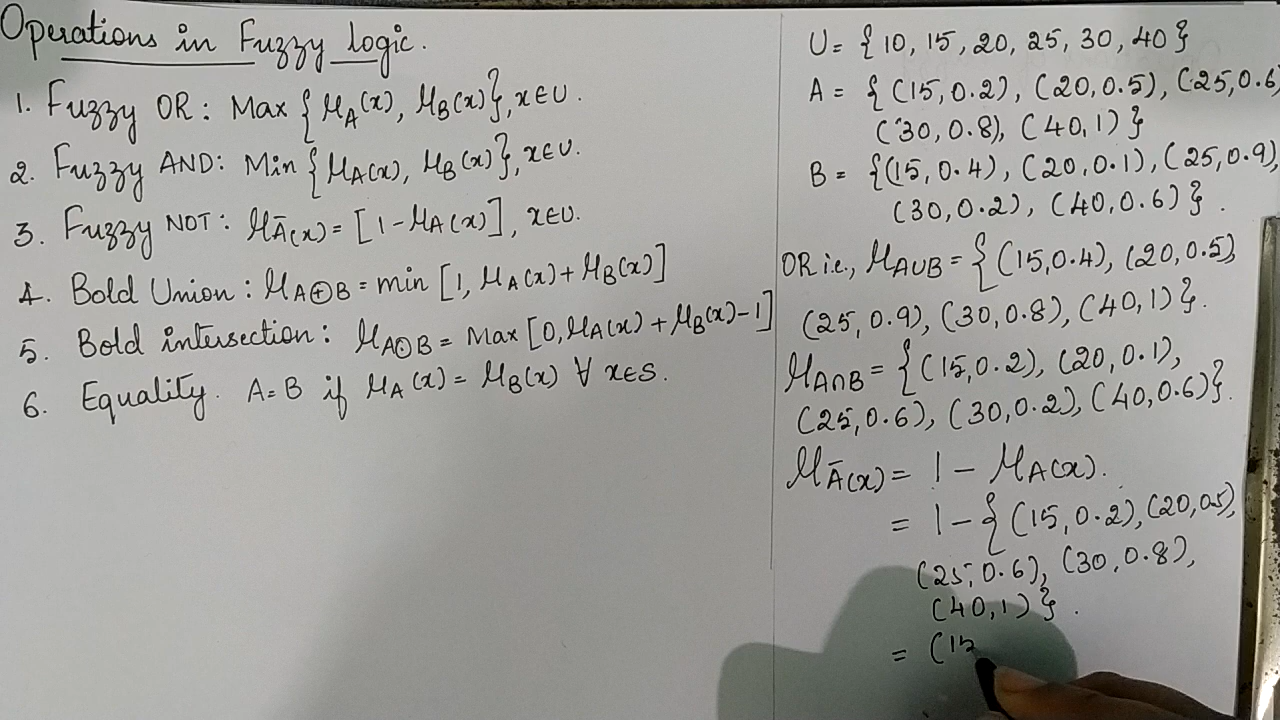 Operations in Fuzzy logic.
1. Fuzzy OR : Max { μA(x), μB(x)}, x∈U.
2. Fuzzy AND: Min { μA(x), μB(x)}, x∈U.
3. Fuzzy NOT: μĀ(x) = [1-μA(x)], x∈U.
4. Bold Union : μA⊕B = min [1, μA(x) + μB(x)]
5. Bold intersection : μA⊙B = Max [0, μA(x) + μB(x)-1]
6. Equality. A=B if μA(x) = μB(x) ∀ x∈S.
U = { 10, 15, 20, 25, 30, 40 }
A = { (15, 0.2), (20, 0.5), (25, 0.6)
(30, 0.8), (40, 1) }
B = {(15, 0.4), (20, 0.1), (25, 0.9),
(30, 0.2), (40, 0.6) } .
OR i.e., μA∪B = { (15, 0.4), (20, 0.5),
(25, 0.9), (30, 0.8), (40, 1) }.
μA∩B = { (15, 0.2), (20, 0.1),
(25, 0.6), (30, 0.2), (40, 0.6)}.
μĀ(x) = 1 - μA(x).
= 1 - { (15, 0.2), (20, 0.5),
(25, 0.6), (30, 0.8),
(40, 1) } .
= (15